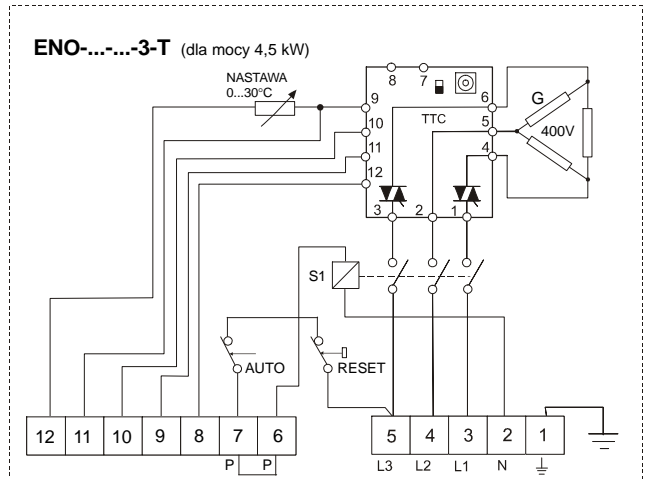 ENO-...-...-3-T (dla mocy 4,5 kW)
NASTAWA
0...30°C
8 7
9
10
11
12
TTC
6
5
4
G
400V
3 2 1
S1
AUTO
RESET
12 11 10 9 8 7 6
5 4 3 2 1
P P
L3 L2 L1 N